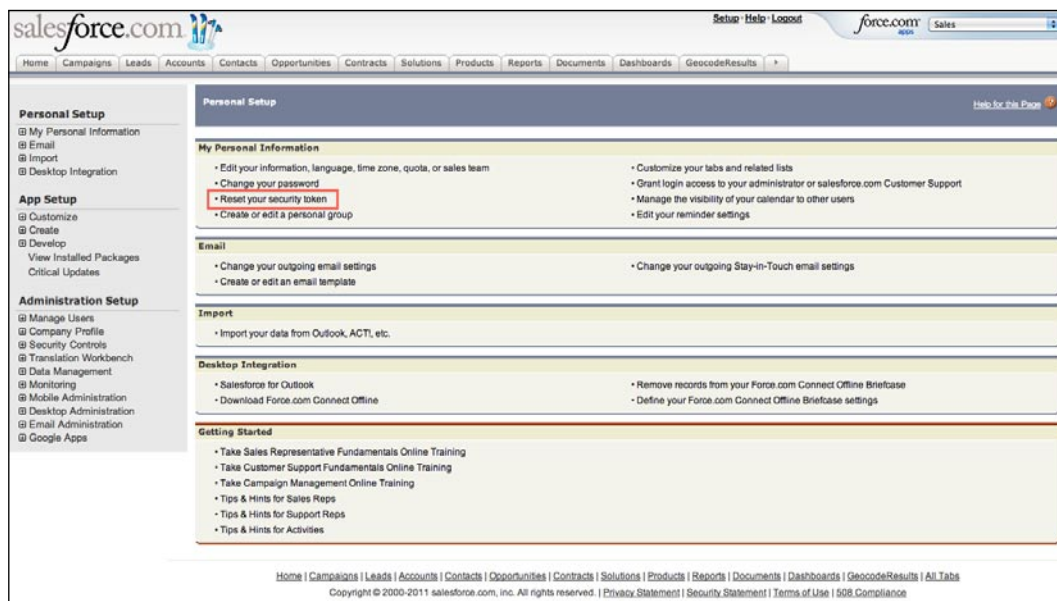 salesforce.com
Setup · Help · Logout
force.com
apps
Sales
Home Campaigns Leads Accounts Contacts Opportunities Contracts Solutions Products Reports Documents Dashboards GeocodeResults
Personal Setup
My Personal Information
Email
Import
Desktop Integration
App Setup
Customize
Create
Develop
View Installed Packages
Critical Updates
Administration Setup
Manage Users
Company Profile
Security Controls
Translation Workbench
Data Management
Monitoring
Mobile Administration
Desktop Administration
Email Administration
Google Apps
Personal Setup
Help for this Page
My Personal Information
• Edit your information, language, time zone, quota, or sales team
• Change your password
• Reset your security token
• Create or edit a personal group
• Customize your tabs and related lists
• Grant login access to your administrator or salesforce.com Customer Support
• Manage the visibility of your calendar to other users
• Edit your reminder settings
Email
• Change your outgoing email settings
• Create or edit an email template
• Change your outgoing Stay-in-Touch email settings
Import
• Import your data from Outlook, ACT!, etc.
Desktop Integration
• Salesforce for Outlook
• Download Force.com Connect Offline
• Remove records from your Force.com Connect Offline Briefcase
• Define your Force.com Connect Offline Briefcase settings
Getting Started
• Take Sales Representative Fundamentals Online Training
• Take Customer Support Fundamentals Online Training
• Take Campaign Management Online Training
• Tips & Hints for Sales Reps
• Tips & Hints for Support Reps
• Tips & Hints for Activities
Home | Campaigns | Leads | Accounts | Contacts | Opportunities | Contracts | Solutions | Products | Reports | Documents | Dashboards | GeocodeResults | All Tabs
Copyright © 2000-2011 salesforce.com, inc. All rights reserved. | Privacy Statement | Security Statement | Terms of Use | 508 Compliance